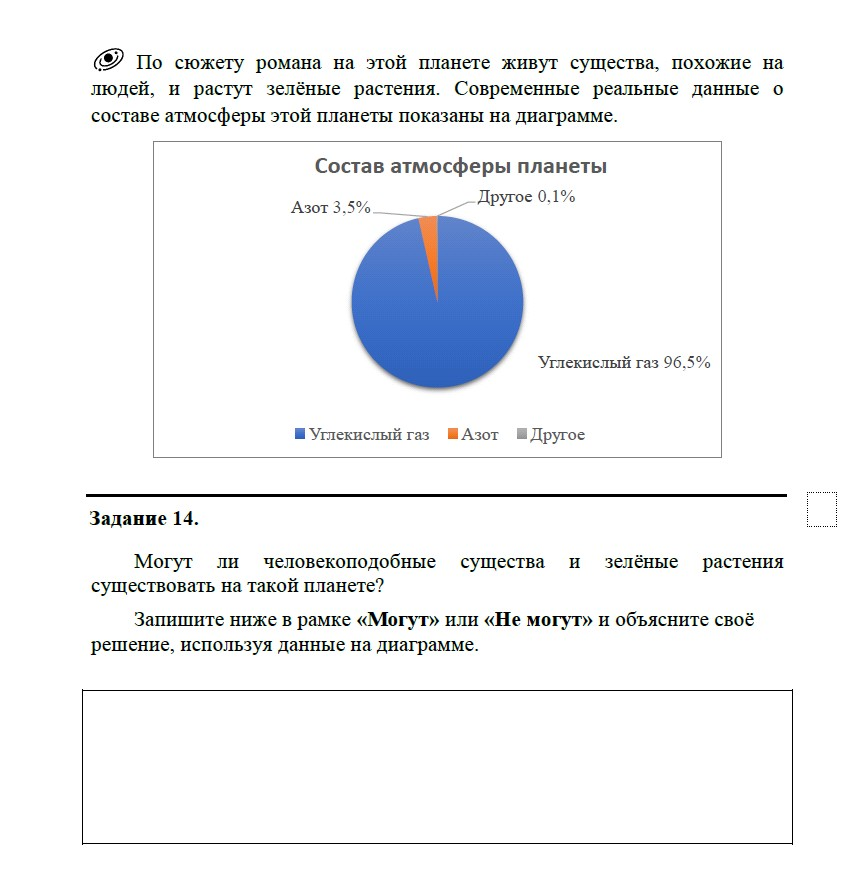 По сюжету романа на этой планете живут существа, похожие на
людей, и растут зелёные растения. Современные реальные данные о
составе атмосферы этой планеты показаны на диаграмме.
Состав атмосферы планеты
Другое 0,1%
Азот 3,5%
Углекислый газ 96,5%
Углекислый газ Азот Другое
Задание 14.
Могут ли человекоподобные существа и зелёные растения
существовать на такой планете?
Запишите ниже в рамке «Могут» или «Не могут» и объясните своё
решение, используя данные на диаграмме.